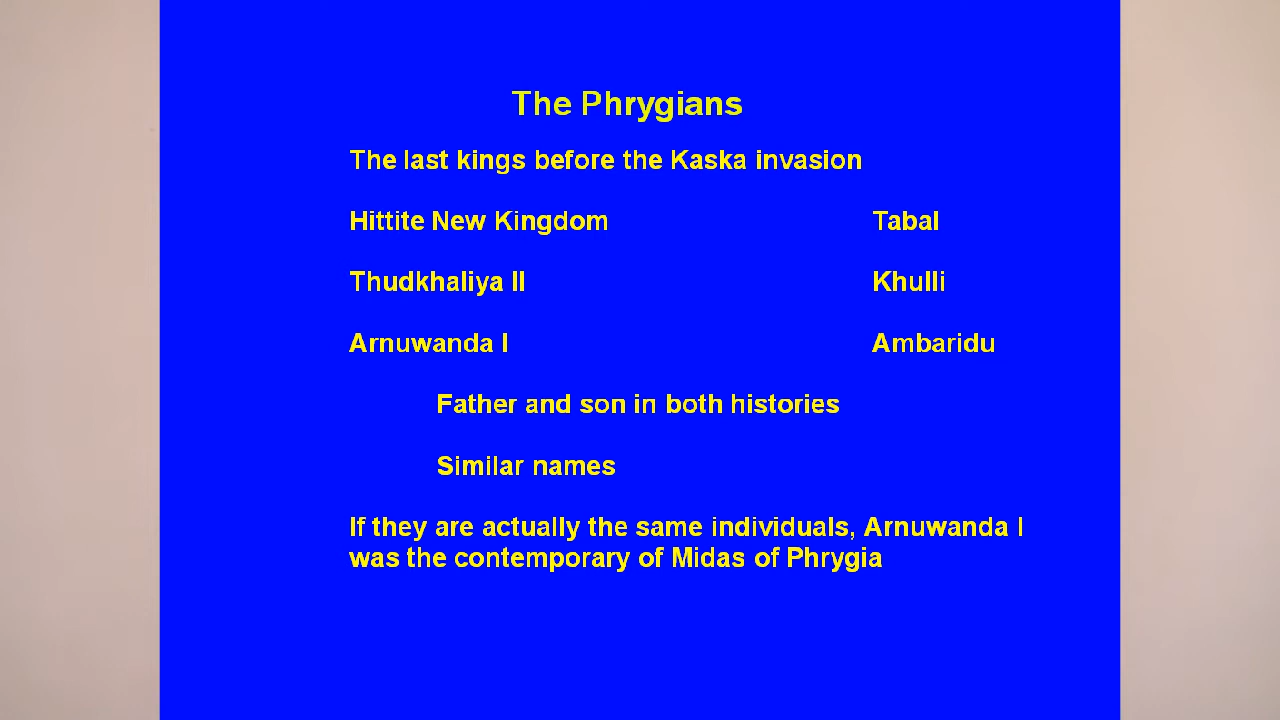 The Phrygians
The last kings before the Kaska invasion
Hittite New Kingdom Tabal
Thudkhaliya II Khulli
Arnuwanda I Ambaridu
Father and son in both histories
Similar names
If they are actually the same individuals, Arnuwanda I
was the contemporary of Midas of Phrygia